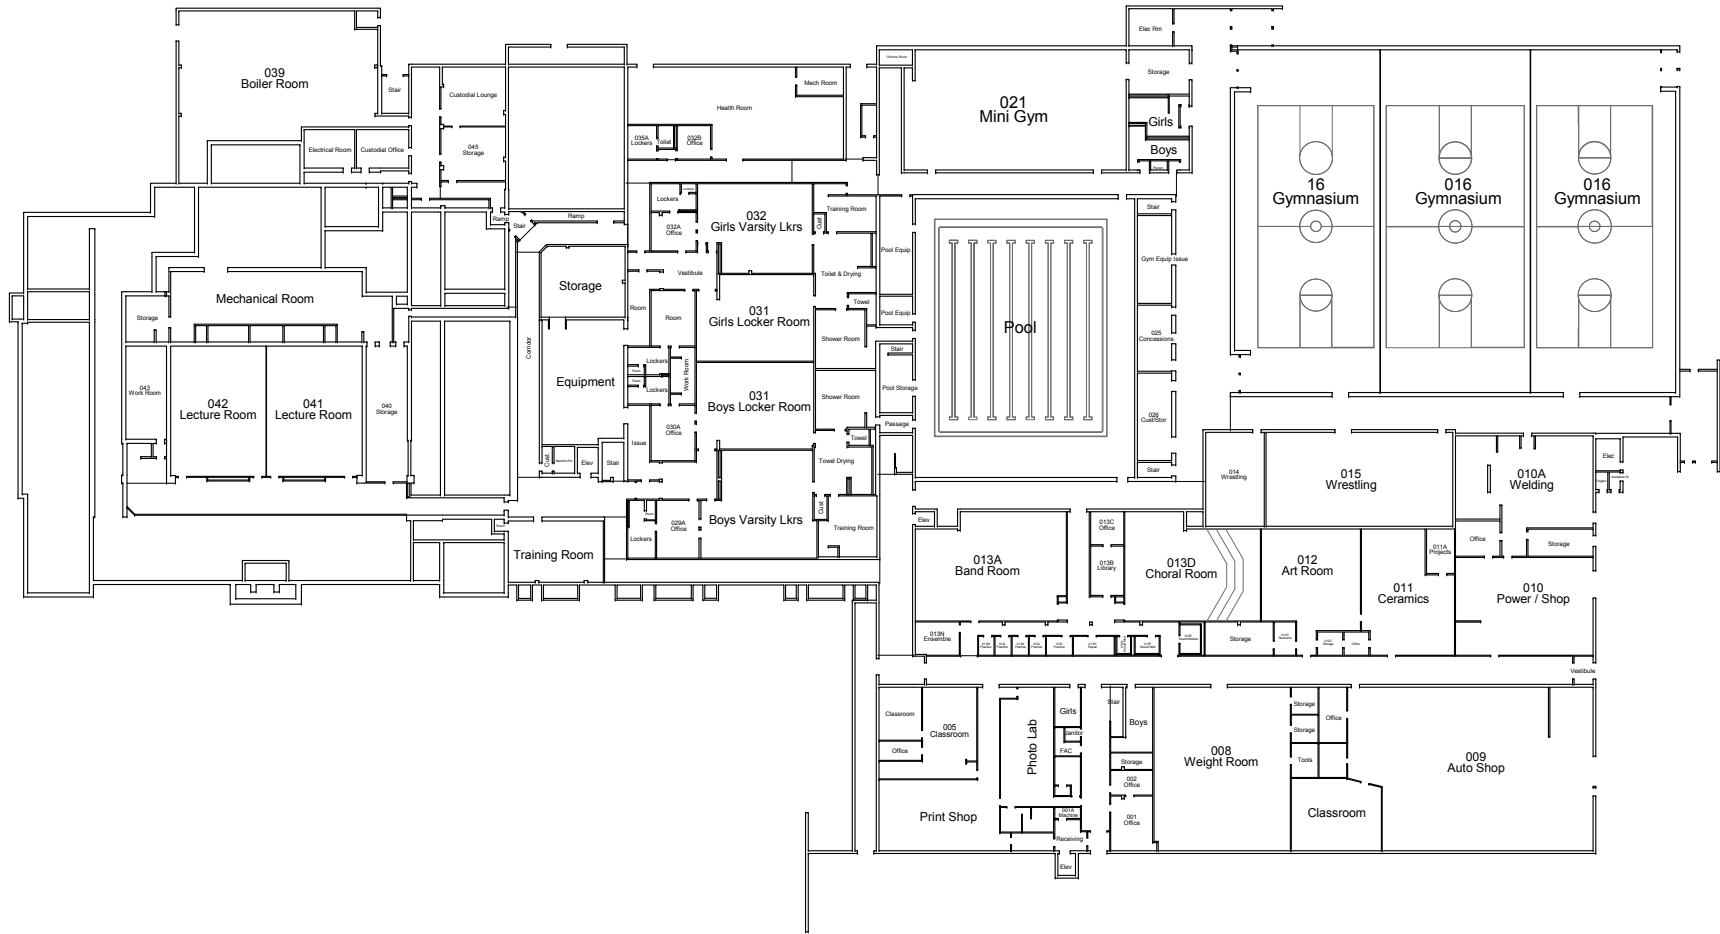 Elec Rm
039
Boiler Room
Stair
Custodial Lounge
Mech Room
Health Room
Storage
021
Mini Gym
Girls
Boys
Electrical Room
Custodial Office
045
Storage
035A
Lockers
Toilet
032B
Office
16
Gymnasium
016
Gymnasium
016
Gymnasium
Ramp
Stair
Ramp
Lockers
032A
Office
032
Girls Varsity Lkrs
Cust
Training Room
Stair
Pool Equip
Gym Equip Issue
Vestibule
Toilet & Drying
Storage
Mechanical Room
Storage
Room
Room
031
Girls Locker Room
Towel
Pool Equip
Pool
Shower Room
025
Concessions
Corridor
Stair
Lockers
Work Room
Equipment
Lockers
043
Work Room
042
Lecture Room
041
Lecture Room
040
Storage
031
Boys Locker Room
Shower Room
Pool Storage
026
Cust/Stor
030A
Office
Passage
Issue
Towel
Towel Drying
Cust.
Elev
Stair
Stair
014
Wrestling
015
Wrestling
010A
Welding
Elec
Cust
Lockers
029A
Office
Boys Varsity Lkrs
Training Room
Elev
013C
Office
Office
Storage
Training Room
013A
Band Room
013B
Library
013D
Choral Room
012
Art Room
011A
Projects
011
Ceramics
010
Power / Shop
013N
Ensemble
Storage
Vestibule
Classroom
005
Classroom
Office
Photo Lab
Girls
Janitor
FAC
Stair
Boys
Storage
002
Office
001
Office
008
Weight Room
Storage
Storage
Tools
Office
009
Auto Shop
Classroom
Print Shop
001A
Machine
Receiving
Elev